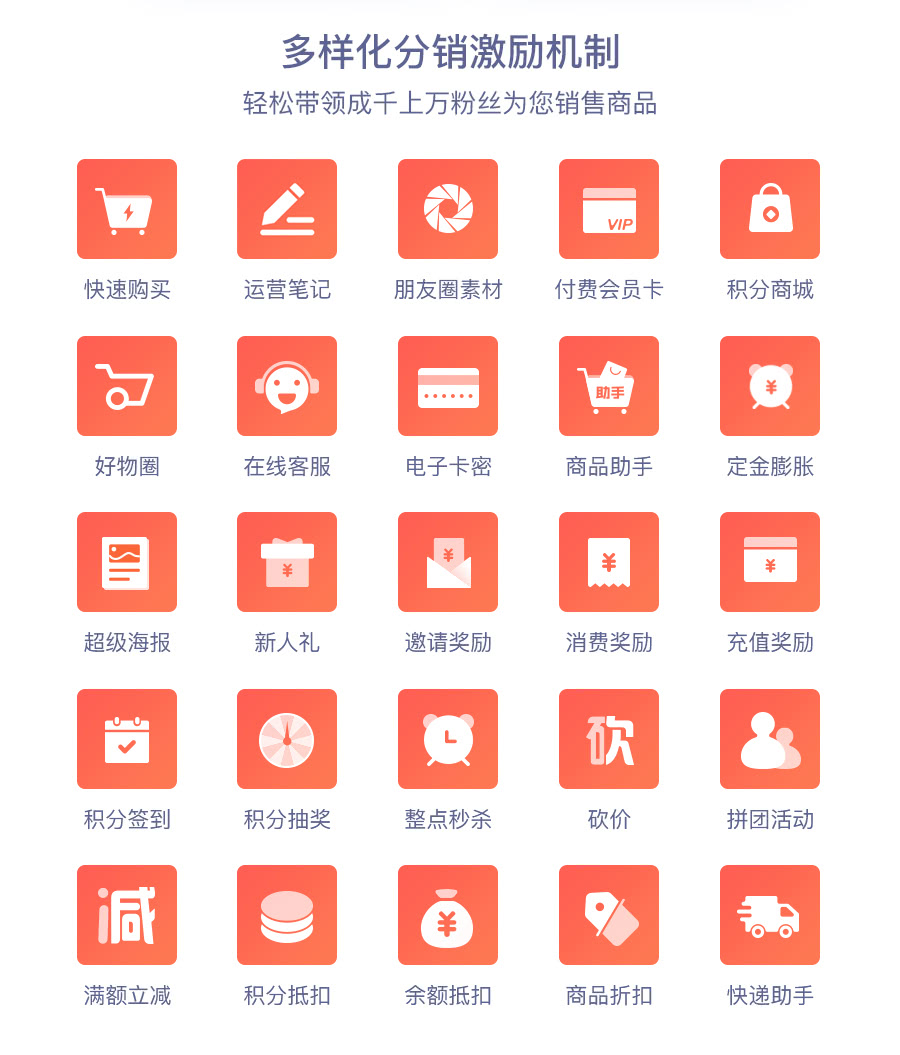 多样化分销激励机制
轻松带领成千上万粉丝为您销售商品
VIP
快速购买 运营笔记 朋友圈素材 付费会员卡 积分商城
助手
¥
好物圈 在线客服 电子卡密 商品助手 定金膨胀
¥ ¥ ¥ ¥
超级海报 新人礼 邀请奖励 消费奖励 充值奖励
砍
积分签到 积分抽奖 整点秒杀 砍价 拼团活动
减 ¥
满额立减 积分抵扣 余额抵扣 商品折扣 快递助手